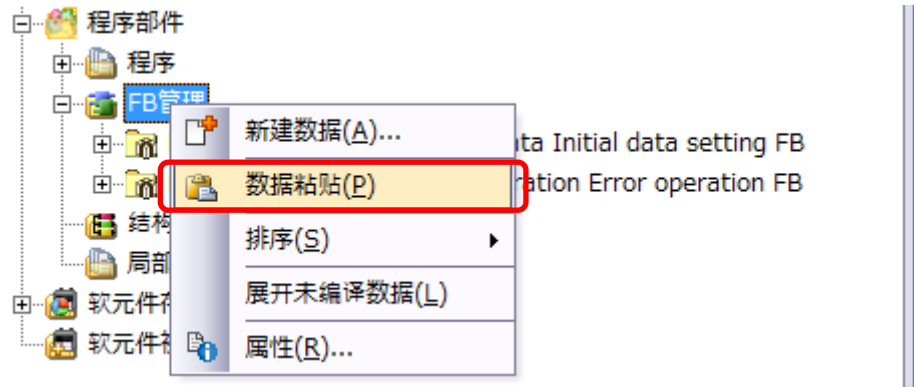 程序部件
程序
FB管理
新建数据(A)...
ta Initial data setting FB
数据粘贴(P)
ration Error operation FB
结构
排序(S)
局部
展开未编译数据(L)
软元件存
软元件初
属性(R)...